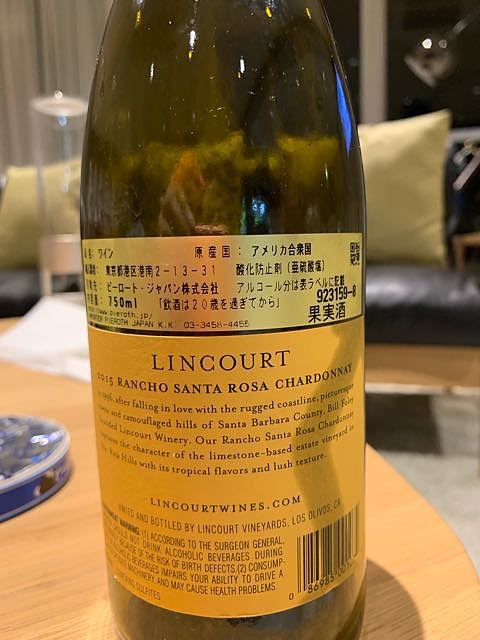 品名: ワイン 原産国: アメリカ合衆国
東京都港区港南2-13-31 酸化防止剤(亜硫酸塩)
ピーロート・ジャパン株式会社 アルコール分は表ラベルに記載
750ml 「飲酒は20歳を過ぎてから」 923159-8
PIEROTH JAPAN K.K. 03-3458-4455 果実酒
LINCOURT
2015 RANCHO SANTA ROSA CHARDONNAY
after falling in love with the rugged coastline, picturesque
and camouflaged hills of Santa Barbara County, Bill Foley
Lincourt Winery. Our Rancho Santa Rosa Chardonnay
the character of the limestone-based estate vineyard in
Rita Hills with its tropical flavors and lush texture.
LINCOURTWINES.COM
AND BOTTLED BY LINCOURT VINEYARDS, LOS OLIVOS, CA
WARNING: (1) ACCORDING TO THE SURGEON GENERAL,
NOT DRINK ALCOHOLIC BEVERAGES DURING
BECAUSE OF THE RISK OF BIRTH DEFECTS. (2) CONSUMP-
BEVERAGES IMPAIRS YOUR ABILITY TO DRIVE A
MACHINERY, AND MAY CAUSE HEALTH PROBLEMS.
SULFITES